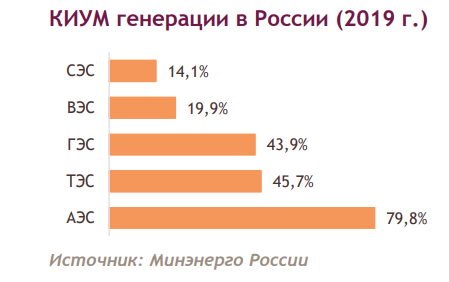 КИУМ генерации в России (2019 г.)
СЭС 14,1%
ВЭС 19,9%
ГЭС 43,9%
ТЭС 45,7%
АЭС 79,8%
Источник: Минэнерго России